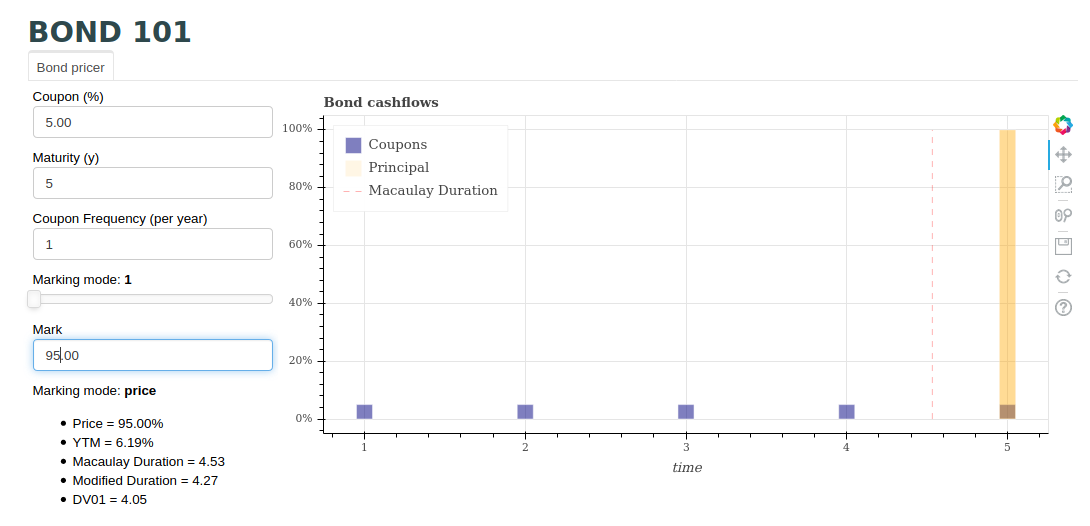 BOND 101
Bond pricer
Coupon (%)
5.00
Maturity (y)
5
Coupon Frequency (per year)
1
Marking mode: 1
Mark
95.00
Marking mode: price
• Price = 95.00%
• YTM = 6.19%
• Macaulay Duration = 4.53
• Modified Duration = 4.27
• DV01 = 4.05
Bond cashflows
100%
80%
60%
40%
20%
0%
Coupons
Principal
Macaulay Duration
1 2 3 4 5
time